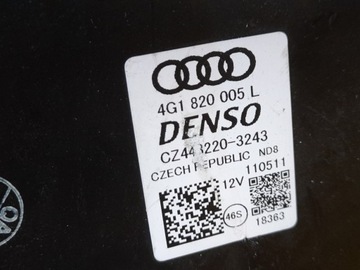 4G1 820 005 L
DENSO
CZ443220-3243
CZECH REPUBLIC ND8
12V 110511
46S
18363